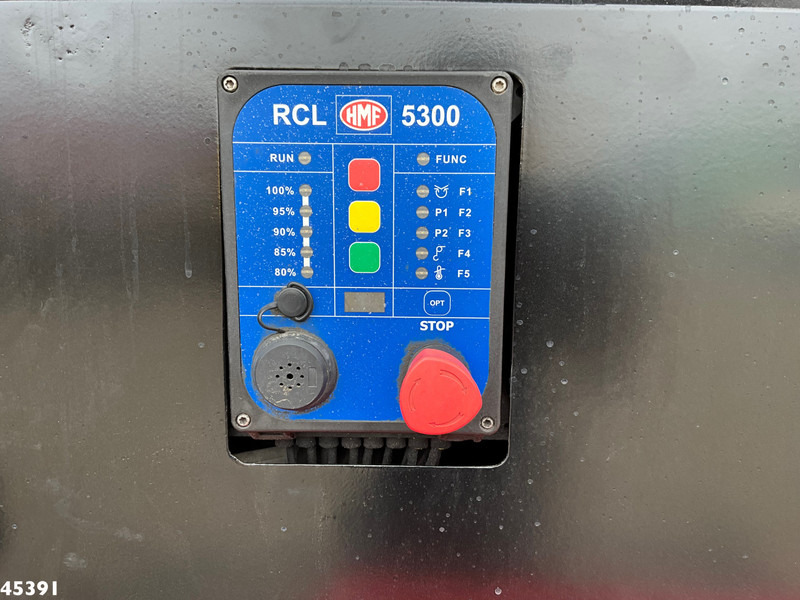 RCL HMF 5300
RUN FUNC
100% F1
95% P1 F2
90% P2 F3
85% F4
80% F5
OPT
STOP
45391